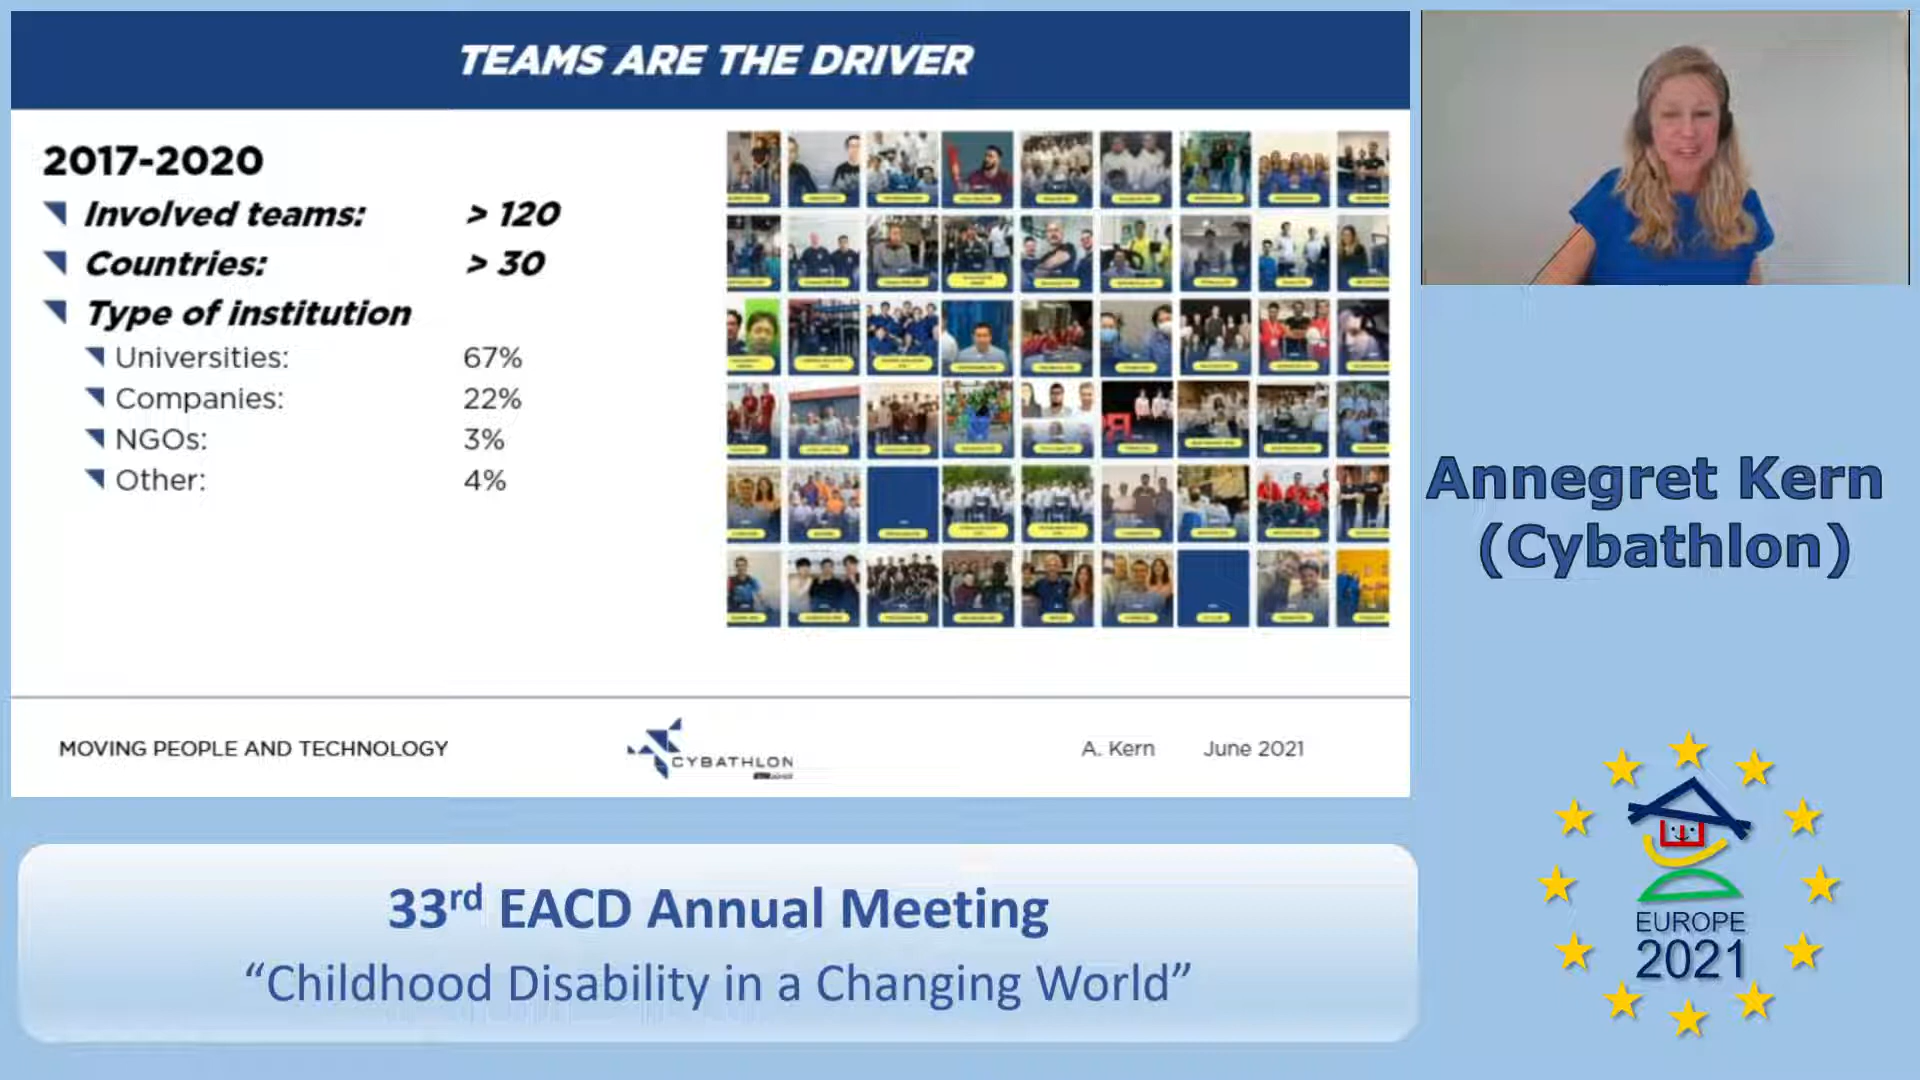 TEAMS ARE THE DRIVER
2017-2020
Involved teams: > 120
Countries: > 30
Type of institution
Universities: 67%
Companies: 22%
NGOs: 3%
Other: 4%
MOVING PEOPLE AND TECHNOLOGY
CYBATHLON
A. Kern June 2021
Annegret Kern
(Cybathlon)
33rd EACD Annual Meeting
“Childhood Disability in a Changing World”
EUROPE
2021